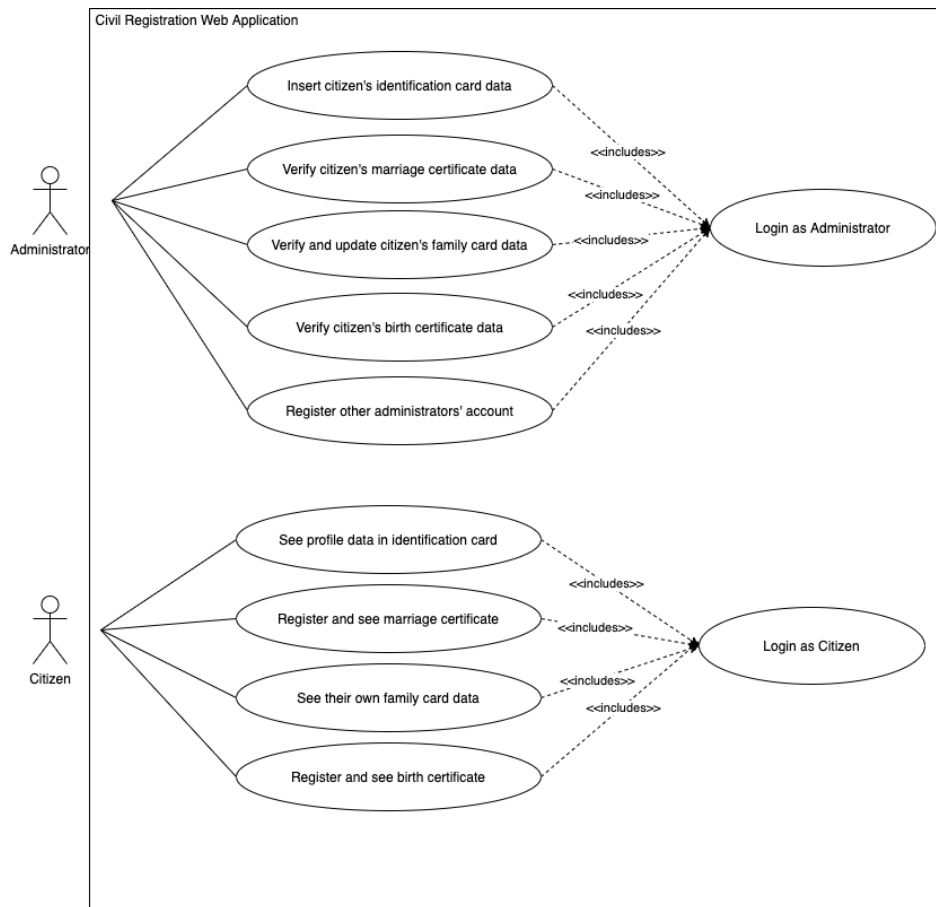 Civil Registration Web Application
Insert citizen's identification card data
<<includes>>
Verify citizen's marriage certificate data
<<includes>>
Administrator
Login as Administrator
Verify and update citizen's family card data
<<includes>>
<<includes>>
Verify citizen's birth certificate data
<<includes>>
Register other administrators' account
See profile data in identification card
<<includes>>
Register and see marriage certificate
<<includes>>
Citizen
Login as Citizen
See their own family card data
<<includes>>
<<includes>>
Register and see birth certificate